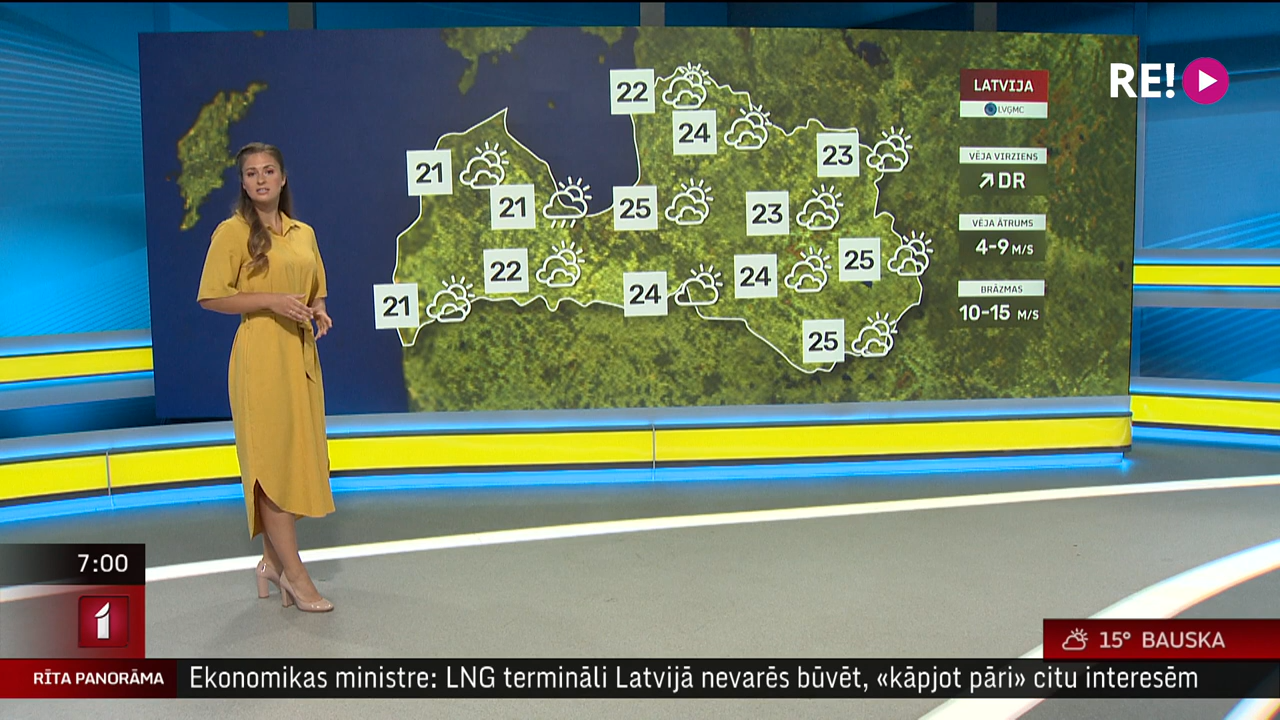 RE!
LATVIJA
LVĢMC
22
24
23
21
21
25
23
22
24
24
25
21
25
VĒJA VIRZIENS
DR
VĒJA ĀTRUMS
4-9 M/S
BRĀZMAS
10-15 M/S
7:00
1
15° BAUSKA
RĪTA PANORĀMA
Ekonomikas ministre: LNG termināli Latvijā nevarēs būvēt, «kāpjot pāri» citu interesēm